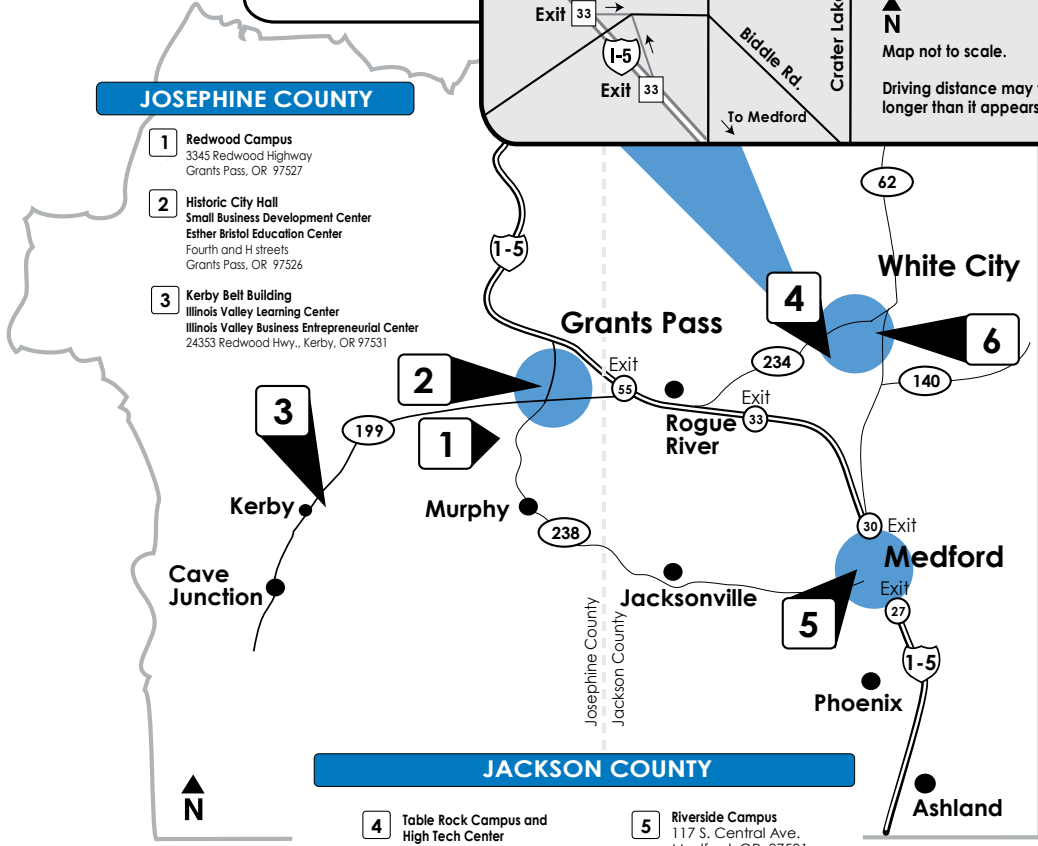 Exit 33
I-5
Exit 33
Biddle Rd.
To Medford
Crater Lake
N
Map not to scale.
Driving distance may
longer than it appears
JOSEPHINE COUNTY
1 Redwood Campus
3345 Redwood Highway
Grants Pass, OR 97527
2 Historic City Hall
Small Business Development Center
Esther Bristol Education Center
Fourth and H streets
Grants Pass, OR 97526
3 Kerby Belt Building
Illinois Valley Learning Center
Illinois Valley Business Entrepreneurial Center
24353 Redwood Hwy., Kerby, OR 97531
62
1-5
White City
4
Grants Pass
6
234
Exit
55
140
2
Exit
33
Rogue
River
3
199
1
Kerby
Murphy
238
30 Exit
Medford
Cave
Junction
Jacksonville
Exit
27
5
Josephine County
Jackson County
1-5
Phoenix
JACKSON COUNTY
N
Ashland
4 Table Rock Campus and
High Tech Center
5 Riverside Campus
117 S. Central Ave.